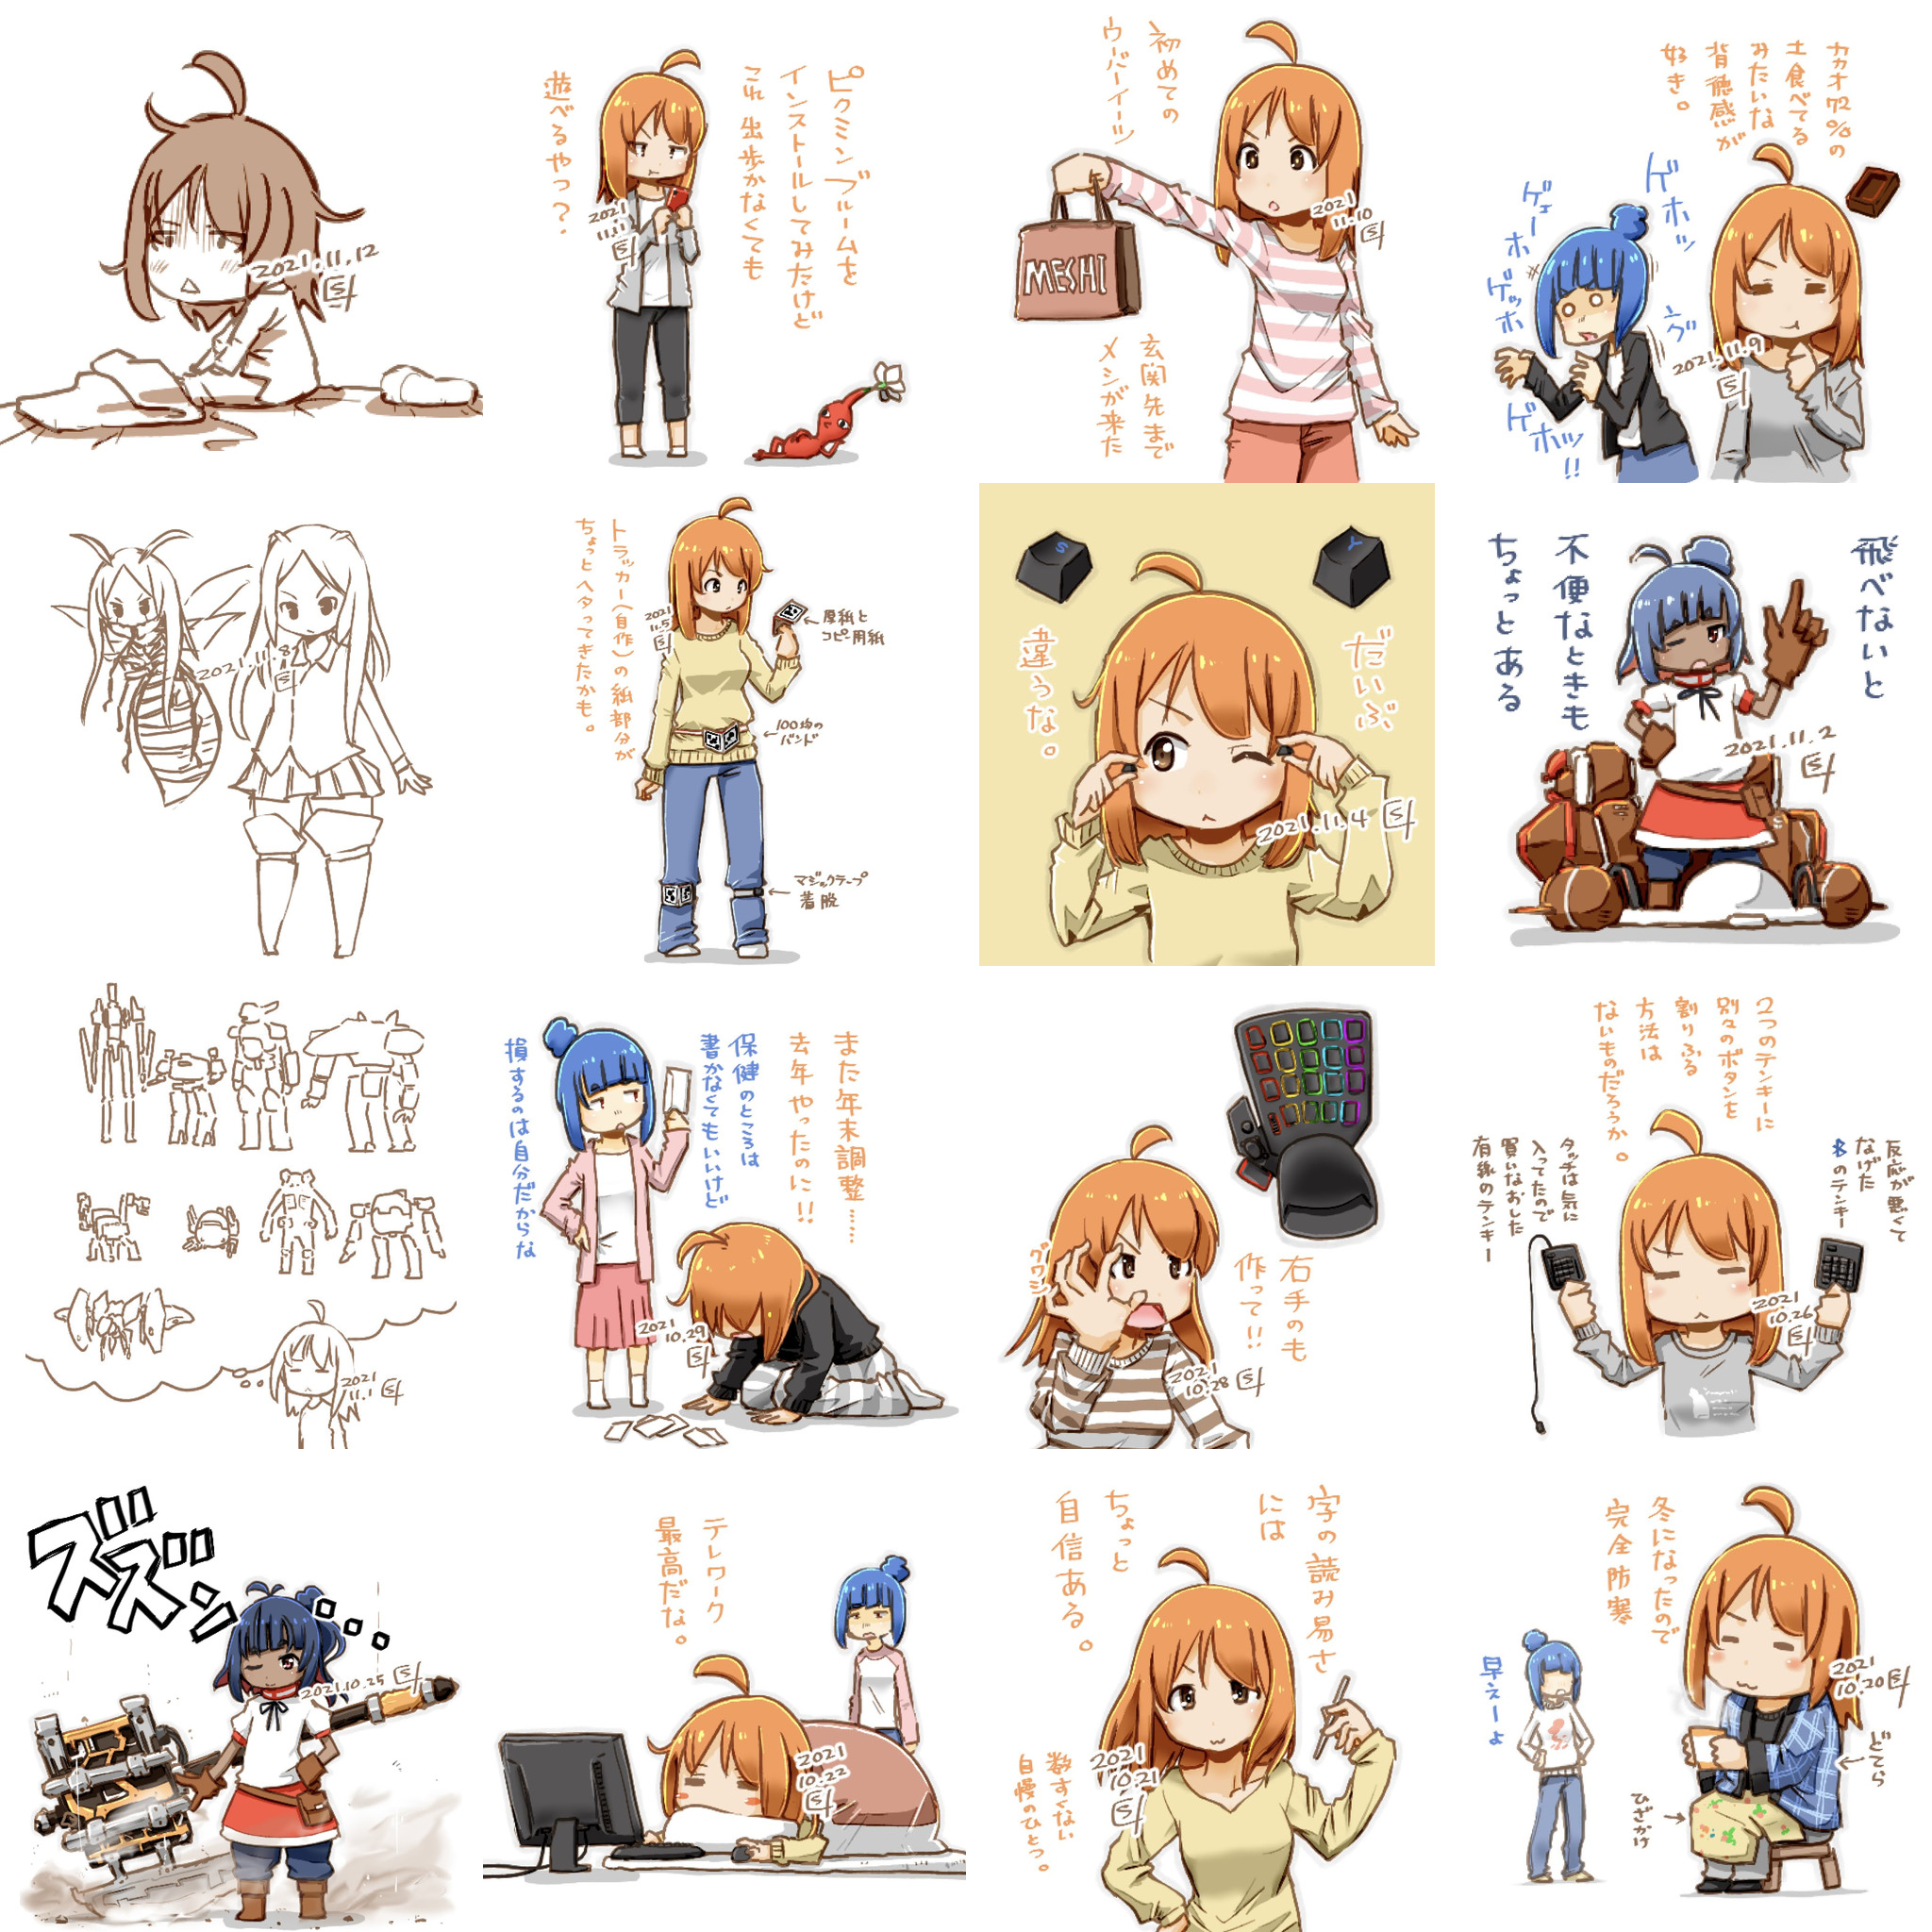 2021.11.12
ピクミンブルームを
インストールしてみたけど
これ出歩かなくても
遊べるやつ?
2021
11.11
初めての
ウーバーイーツ
MESHI
玄関先まで
メシが来た
2021
11.10
カカオ72%の
土食べてる
みたいな
背徳感が
好き。
ゲホッ
ゲェーホ
ゲッホ
ゲホッ!!
ヴ
2021.11.9
2021.11.8
トラッカー(自作)の紙部分が
ちょっとヘタってきたかも。
2021
11.5
厚紙と
コピー用紙
100均の
バンド
マジックテープ
着脱
S
Y
だいぶ
違うな。
2021.11.4
飛べないと
不便なときも
ちょっとある
2021.11.2
2021
11.1
また年末調整……
去年やったのに!!
保健のところは
書かなくてもいいけど
損するのは自分だからな
2021
10.29
右手のも
作って!!
グワシ
2021
10.28
2つのテンキーに
別々のボタンを
割りふる
方法は
ないものだろうか。
反応が悪くて
なげた
のテンキー
タッチは気に
入ってたので
買いなおした
有線のテンキー
2021
10.26
ズズゥン...
2021.10.25
テレワーク
最高だな。
2021
10.22
字の読み易さ
には
ちょっと
自信ある。
数すくない
自慢のひとつ。
2021
10.21
冬になったので
完全防寒
早えーよ
2021
10.20
どてら
ひざかけ